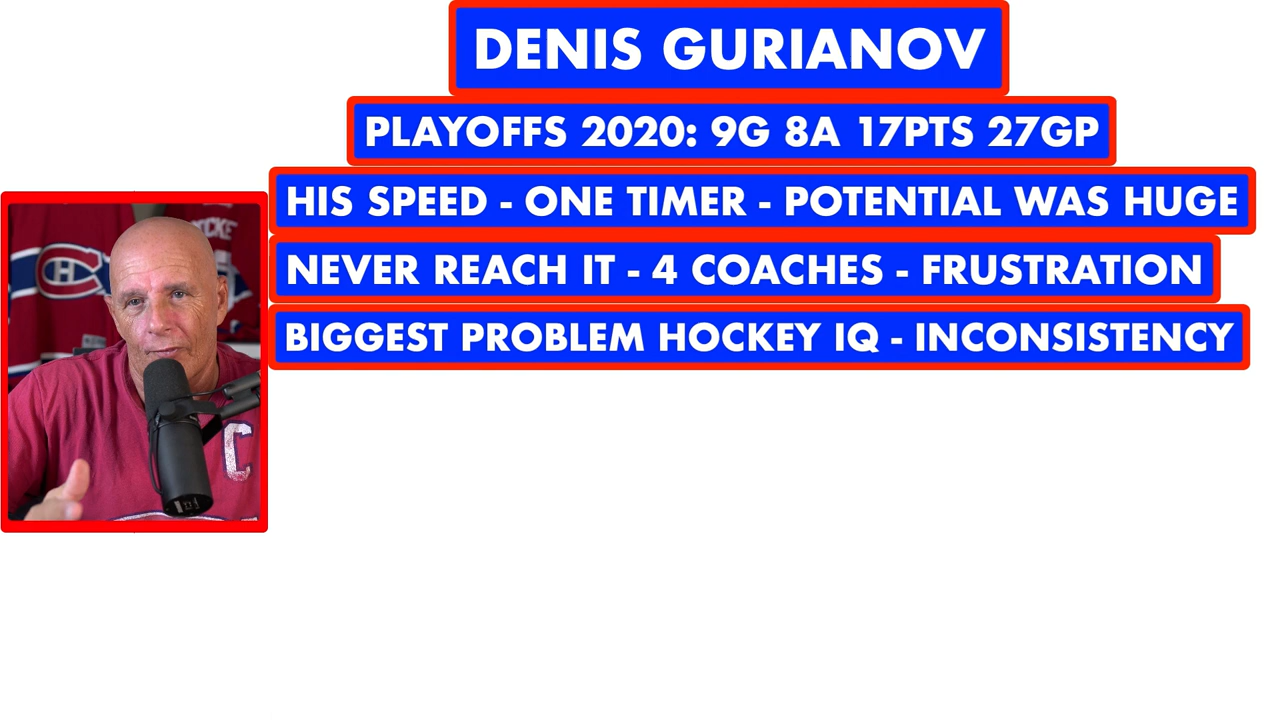 DENIS GURIANOV
PLAYOFFS 2020: 9G 8A 17PTS 27GP
HIS SPEED - ONE TIMER - POTENTIAL WAS HUGE
NEVER REACH IT - 4 COACHES - FRUSTRATION
BIGGEST PROBLEM HOCKEY IQ - INCONSISTENCY
C